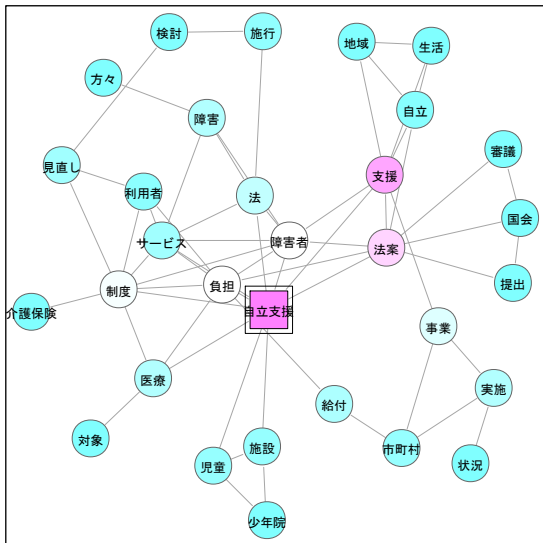 検討
施行
地域
生活
方々
自立
障害
審議
見直し
支援
利用者
法
国会
サービス
障害者
法案
提出
制度
負担
自立支援
介護保険
事業
医療
実施
給付
対象
施設
市町村
児童
状況
少年院